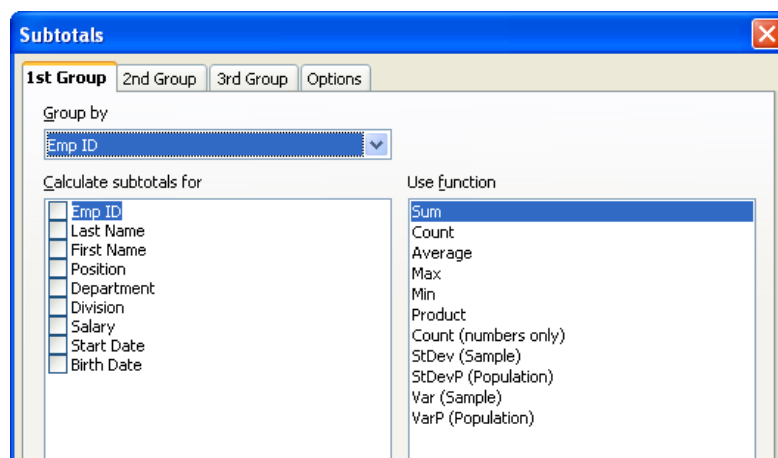 Subtotals
1st Group 2nd Group 3rd Group Options
Group by
Emp ID
Calculate subtotals for
Emp ID
Last Name
First Name
Position
Department
Division
Salary
Start Date
Birth Date
Use function
Sum
Count
Average
Max
Min
Product
Count (numbers only)
StDev (Sample)
StDevP (Population)
Var (Sample)
VarP (Population)